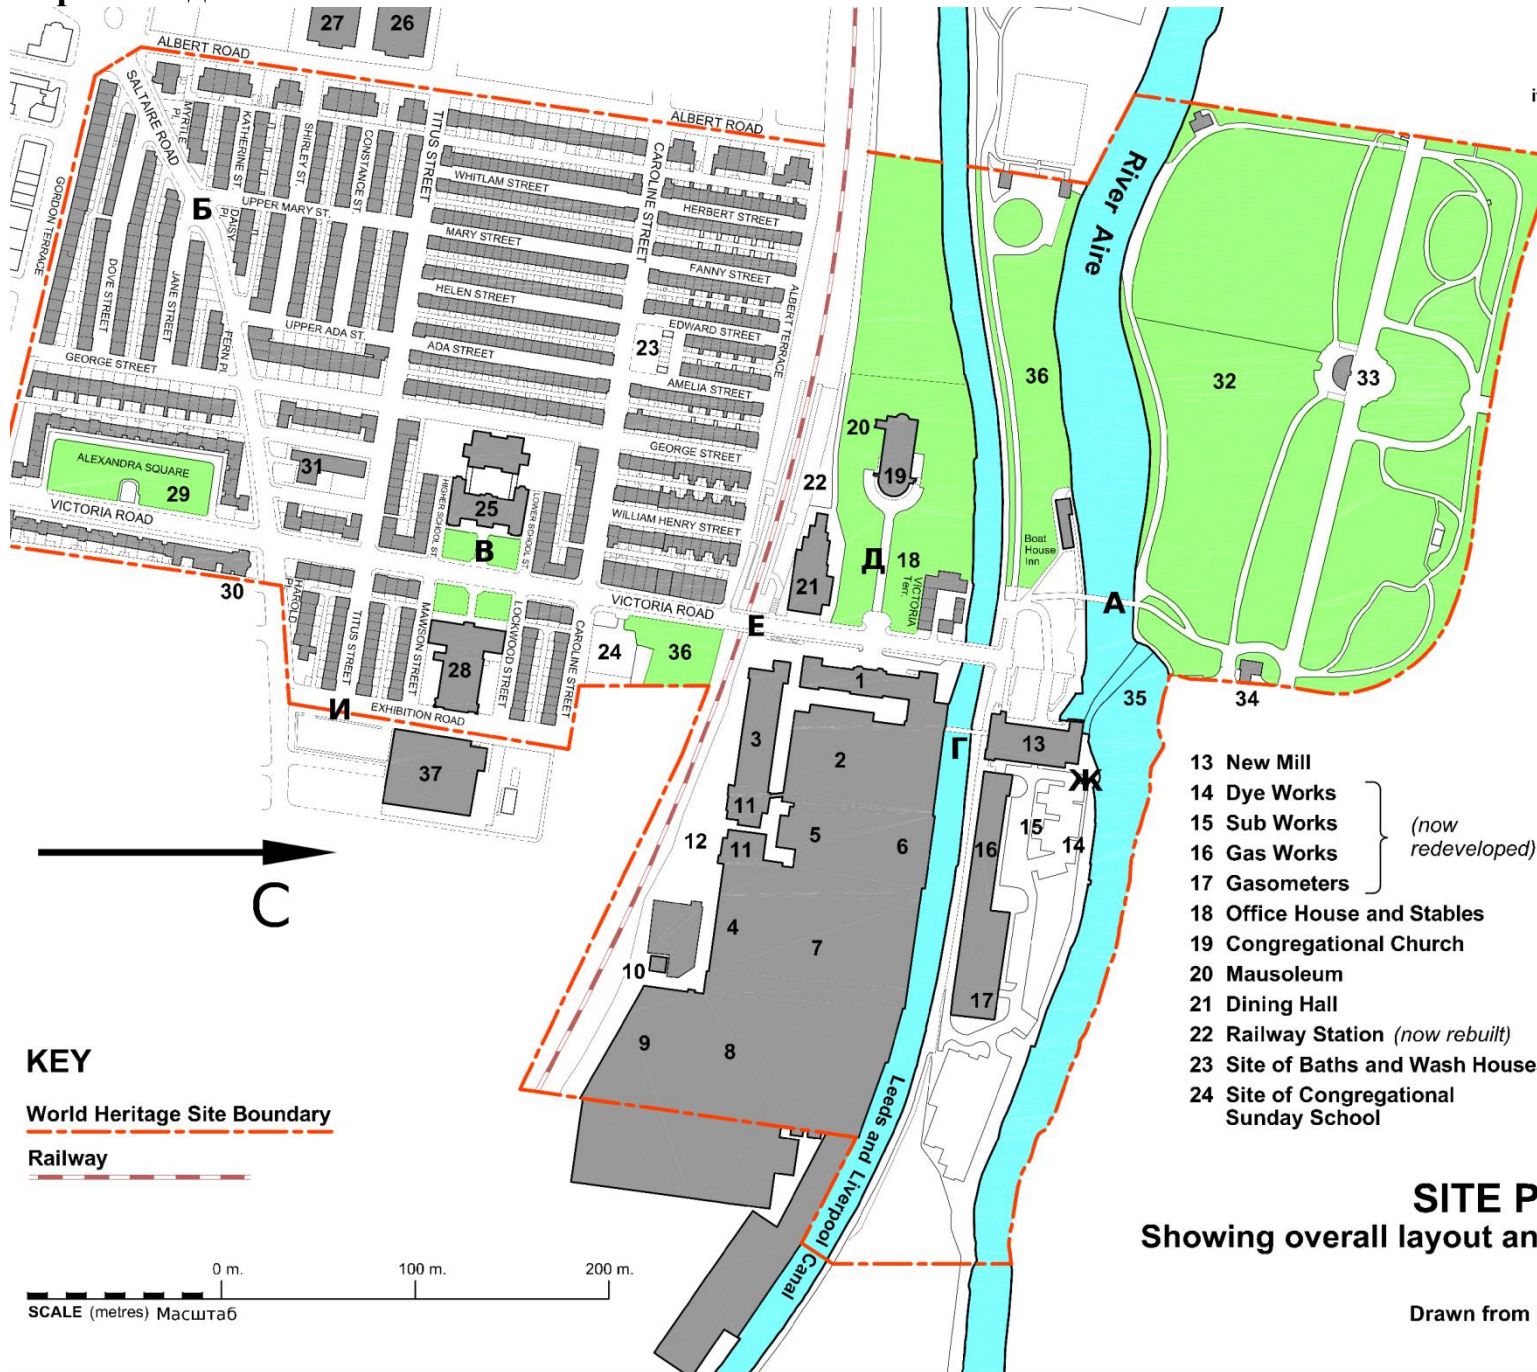 27
26
ALBERT ROAD
ALBERT ROAD
SALTAIRE ROAD
MYRTLE PL.
KATHERINE ST.
SHIRLEY ST.
CONSTANCE ST.
TITUS STREET
CAROLINE STREET
WHITLAM STREET
HERBERT STREET
GORDON TERRACE
Б
DAISY PL.
UPPER MARY ST.
MARY STREET
FANNY STREET
River Aire
DOVE STREET
JANE STREET
FERN PL.
HELEN STREET
EDWARD STREET
ALBERT TERRACE
UPPER ADA ST.
ADA STREET
23
GEORGE STREET
AMELIA STREET
36
32
33
20
19
GEORGE STREET
22
ALEXANDRA SQUARE
29
31
HIGHER SCHOOL ST.
25
LOWER SCHOOL ST.
WILLIAM HENRY STREET
VICTORIA ROAD
В
Boat
House
Inn
Д
18
VICTORIA
Terr.
21
30
HAROLD PL.
TITUS STREET
MAWSON STREET
LOCKWOOD STREET
CAROLINE STREET
VICTORIA ROAD
Е
А
28
24
36
1
35
34
И
EXHIBITION ROAD
3
2
Г
13
37
Ж
11
12
5
6
11
16
15
14
4
7
10
17
9
8
С
Leeds and Liverpool Canal
13 New Mill
14 Dye Works
15 Sub Works
16 Gas Works
17 Gasometers
(now
redeveloped)
18 Office House and Stables
19 Congregational Church
20 Mausoleum
21 Dining Hall
22 Railway Station (now rebuilt)
23 Site of Baths and Wash House
24 Site of Congregational
Sunday School
KEY
World Heritage Site Boundary
Railway
0 m. 100 m. 200 m.
SCALE (metres) Масштаб
SITE P
Showing overall layout an
Drawn from